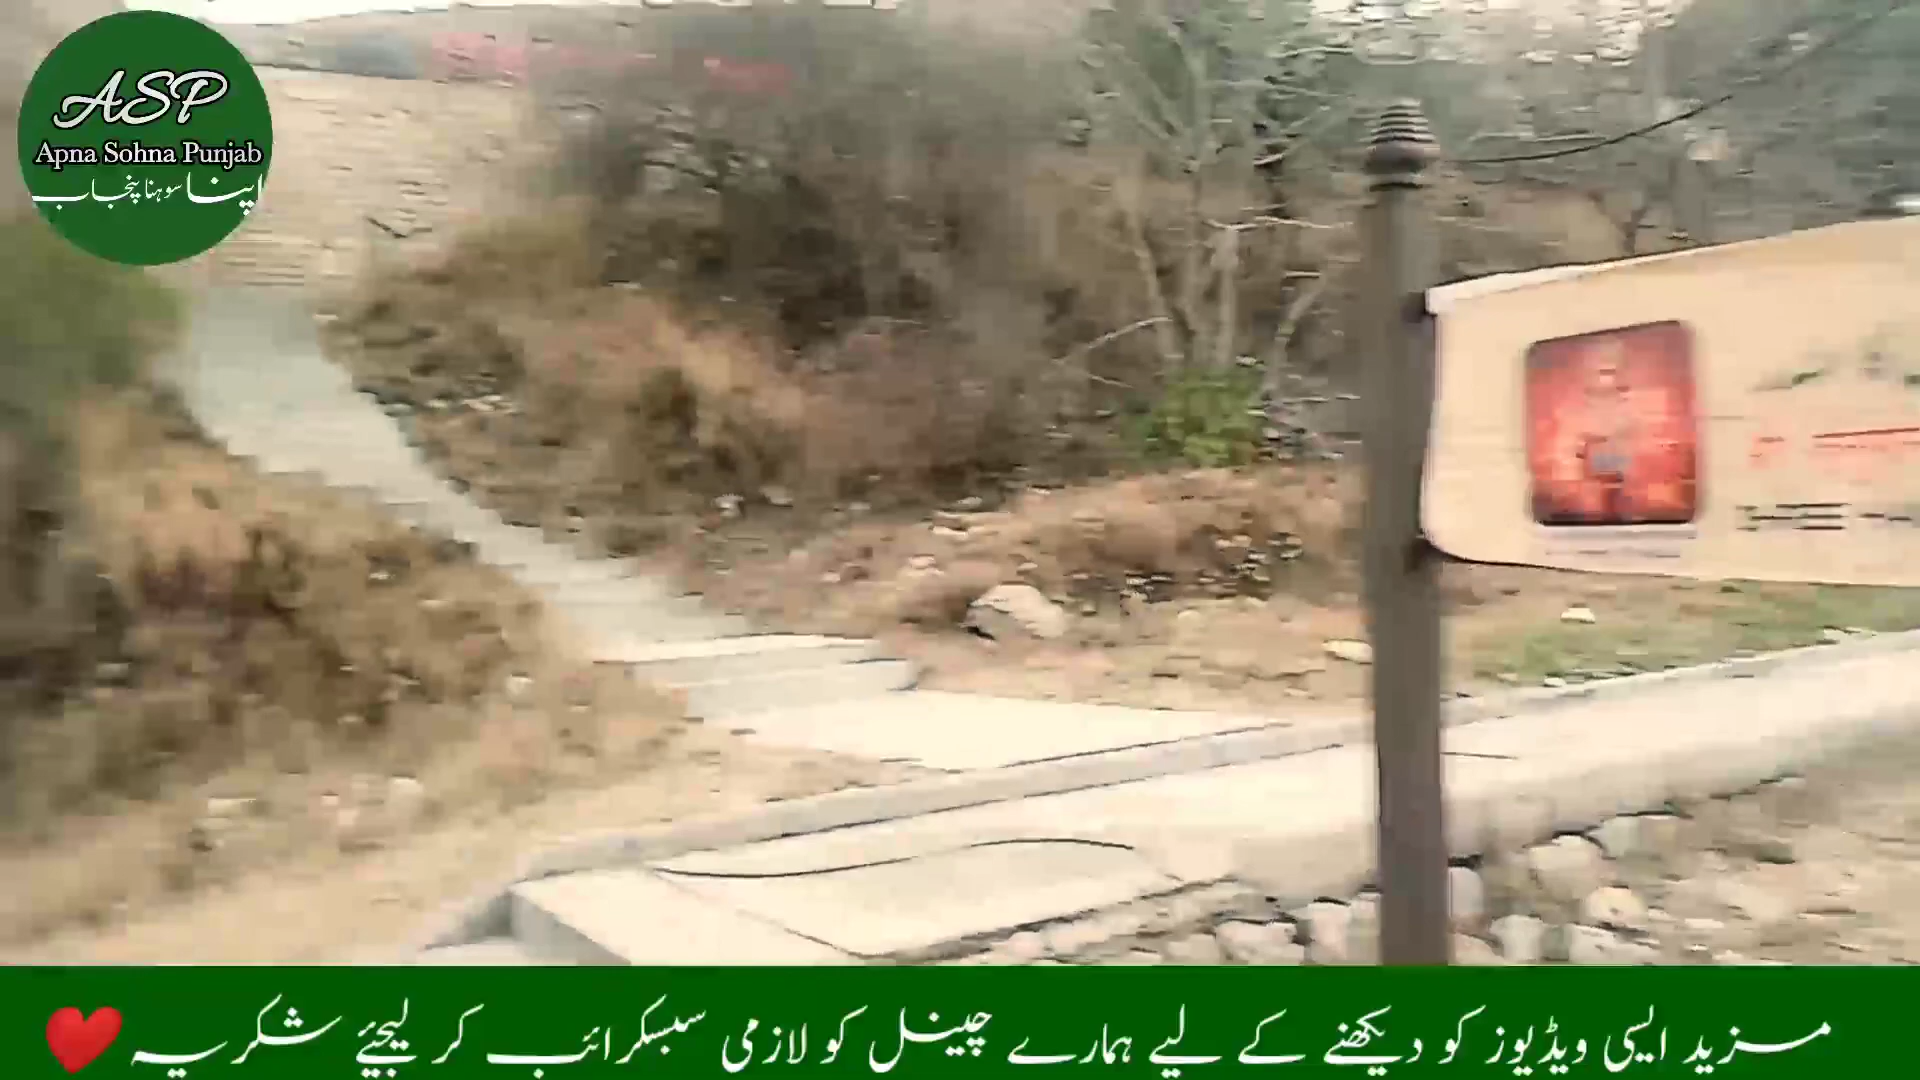 ASP
Apna Sohna Punjab
اپنا سوہنا پنجاب
مزید ایسی ویڈیوز کو دیکھنے کے لیے ہمارے چینل کو لازمی سبسکرائب کر لیجئے شکریہ ❤